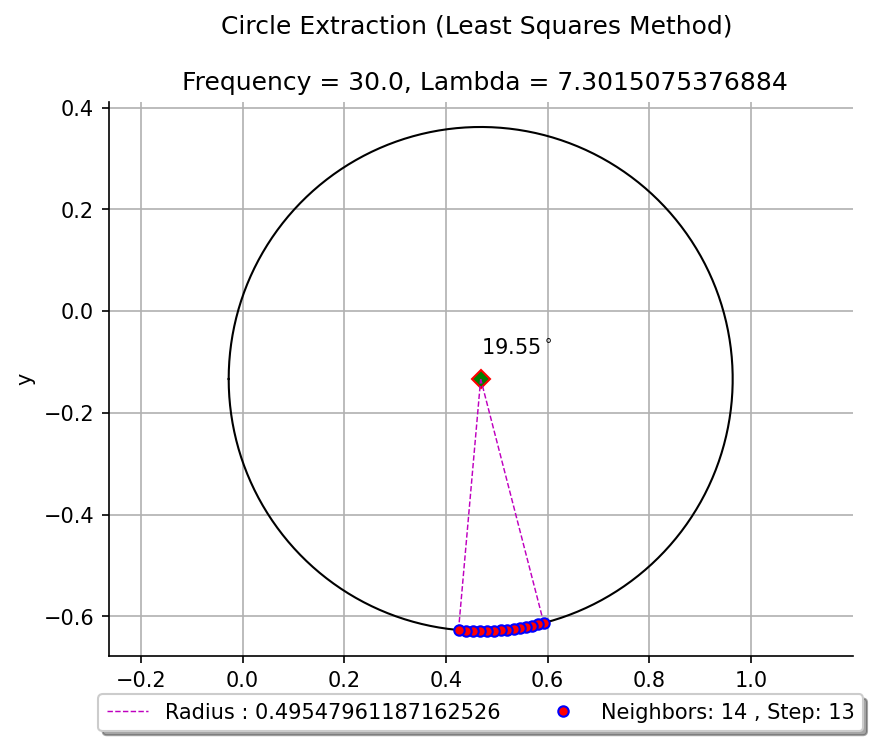 Circle Extraction (Least Squares Method)
Frequency = 30.0, Lambda = 7.3015075376884
0.4
0.2
0.0
−0.2
−0.4
−0.6
y
19.55°
−0.2 0.0 0.2 0.4 0.6 0.8 1.0
Radius : 0.49547961187162526 Neighbors: 14 , Step: 13